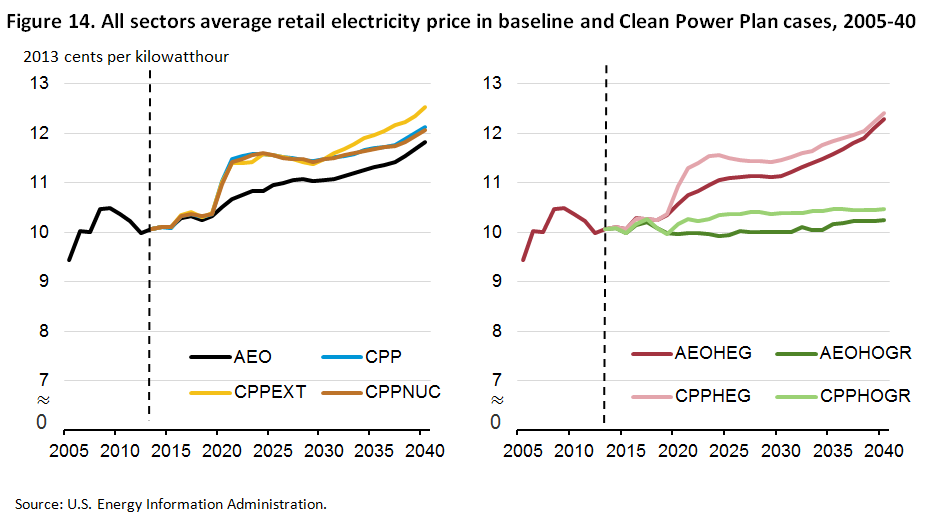 Figure 14. All sectors average retail electricity price in baseline and Clean Power Plan cases, 2005-40
2013 cents per kilowatthour
13
12
11
10
9
8
7
≈
0
AEO
CPP
CPPEXT
CPPNUC
2005 2010 2015 2020 2025 2030 2035 2040
13
12
11
10
9
8
7
≈
0
AEOHEG
AEOHOGR
CPPHEG
CPPHOGR
2005 2010 2015 2020 2025 2030 2035 2040
Source: U.S. Energy Information Administration.